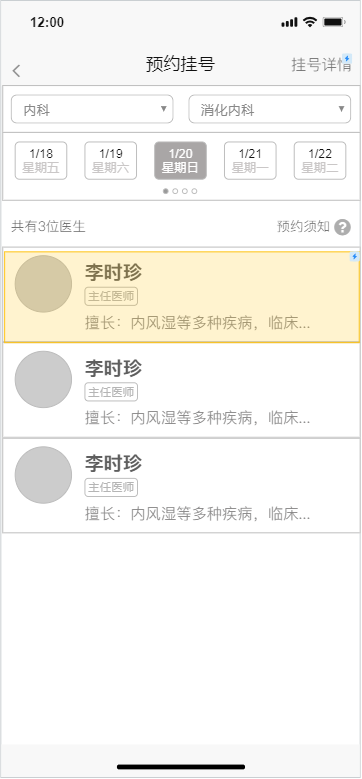 12:00
预约挂号
挂号详情
内科
消化内科
1/18 1/19 1/20 1/21 1/22
星期五 星期六 星期日 星期一 星期二
共有3位医生
预约须知 ?
李时珍
主任医师
擅长：内风湿等多种疾病，临床...
李时珍
主任医师
擅长：内风湿等多种疾病，临床...
李时珍
主任医师
擅长：内风湿等多种疾病，临床...